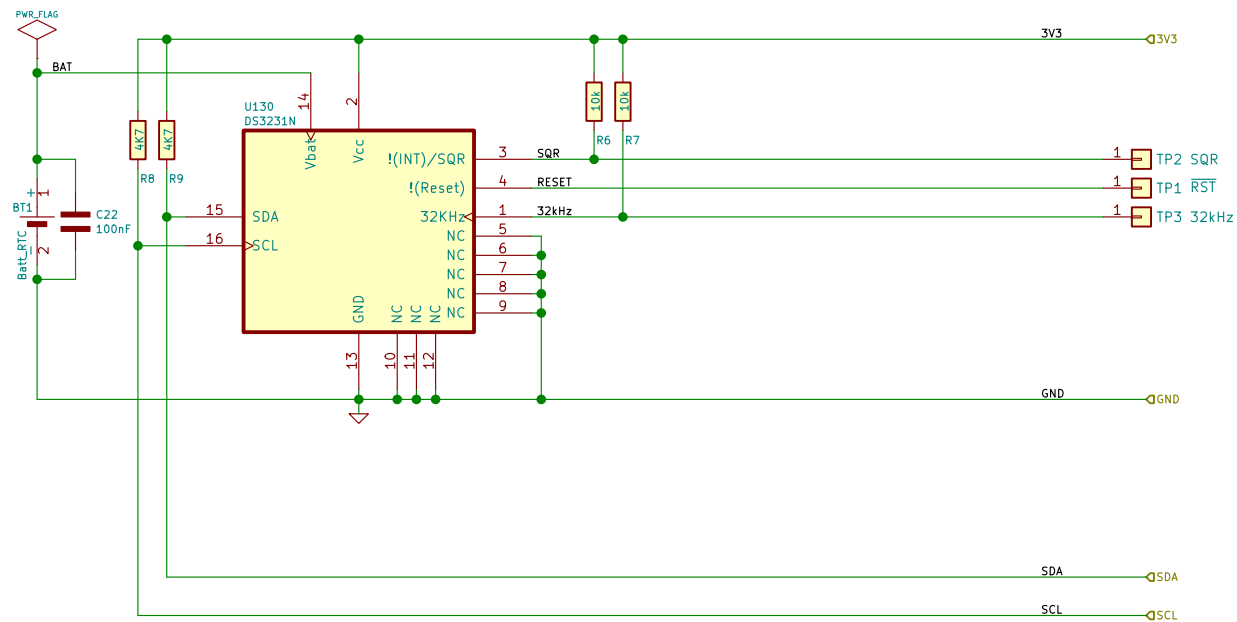 PWR_FLAG
3V3
3V3
BAT
14
2
10k
10k
U130
DS3231N
4K7
4K7
R6
R7
Vbat
Vcc
!(INT)/SQR
3
SQR
1
TP2 SQR
R8
R9
!(Reset)
4
RESET
1
TP1 RST
+
1
BT1
C22
100nF
15
SDA
32KHz
1
32kHz
1
TP3 32kHz
16
SCL
NC
5
NC
6
NC
7
NC
8
NC
9
Batt_RTC
-
2
GND
NC
NC
NC
13
10
11
12
GND
GND
SDA
SDA
SCL
SCL